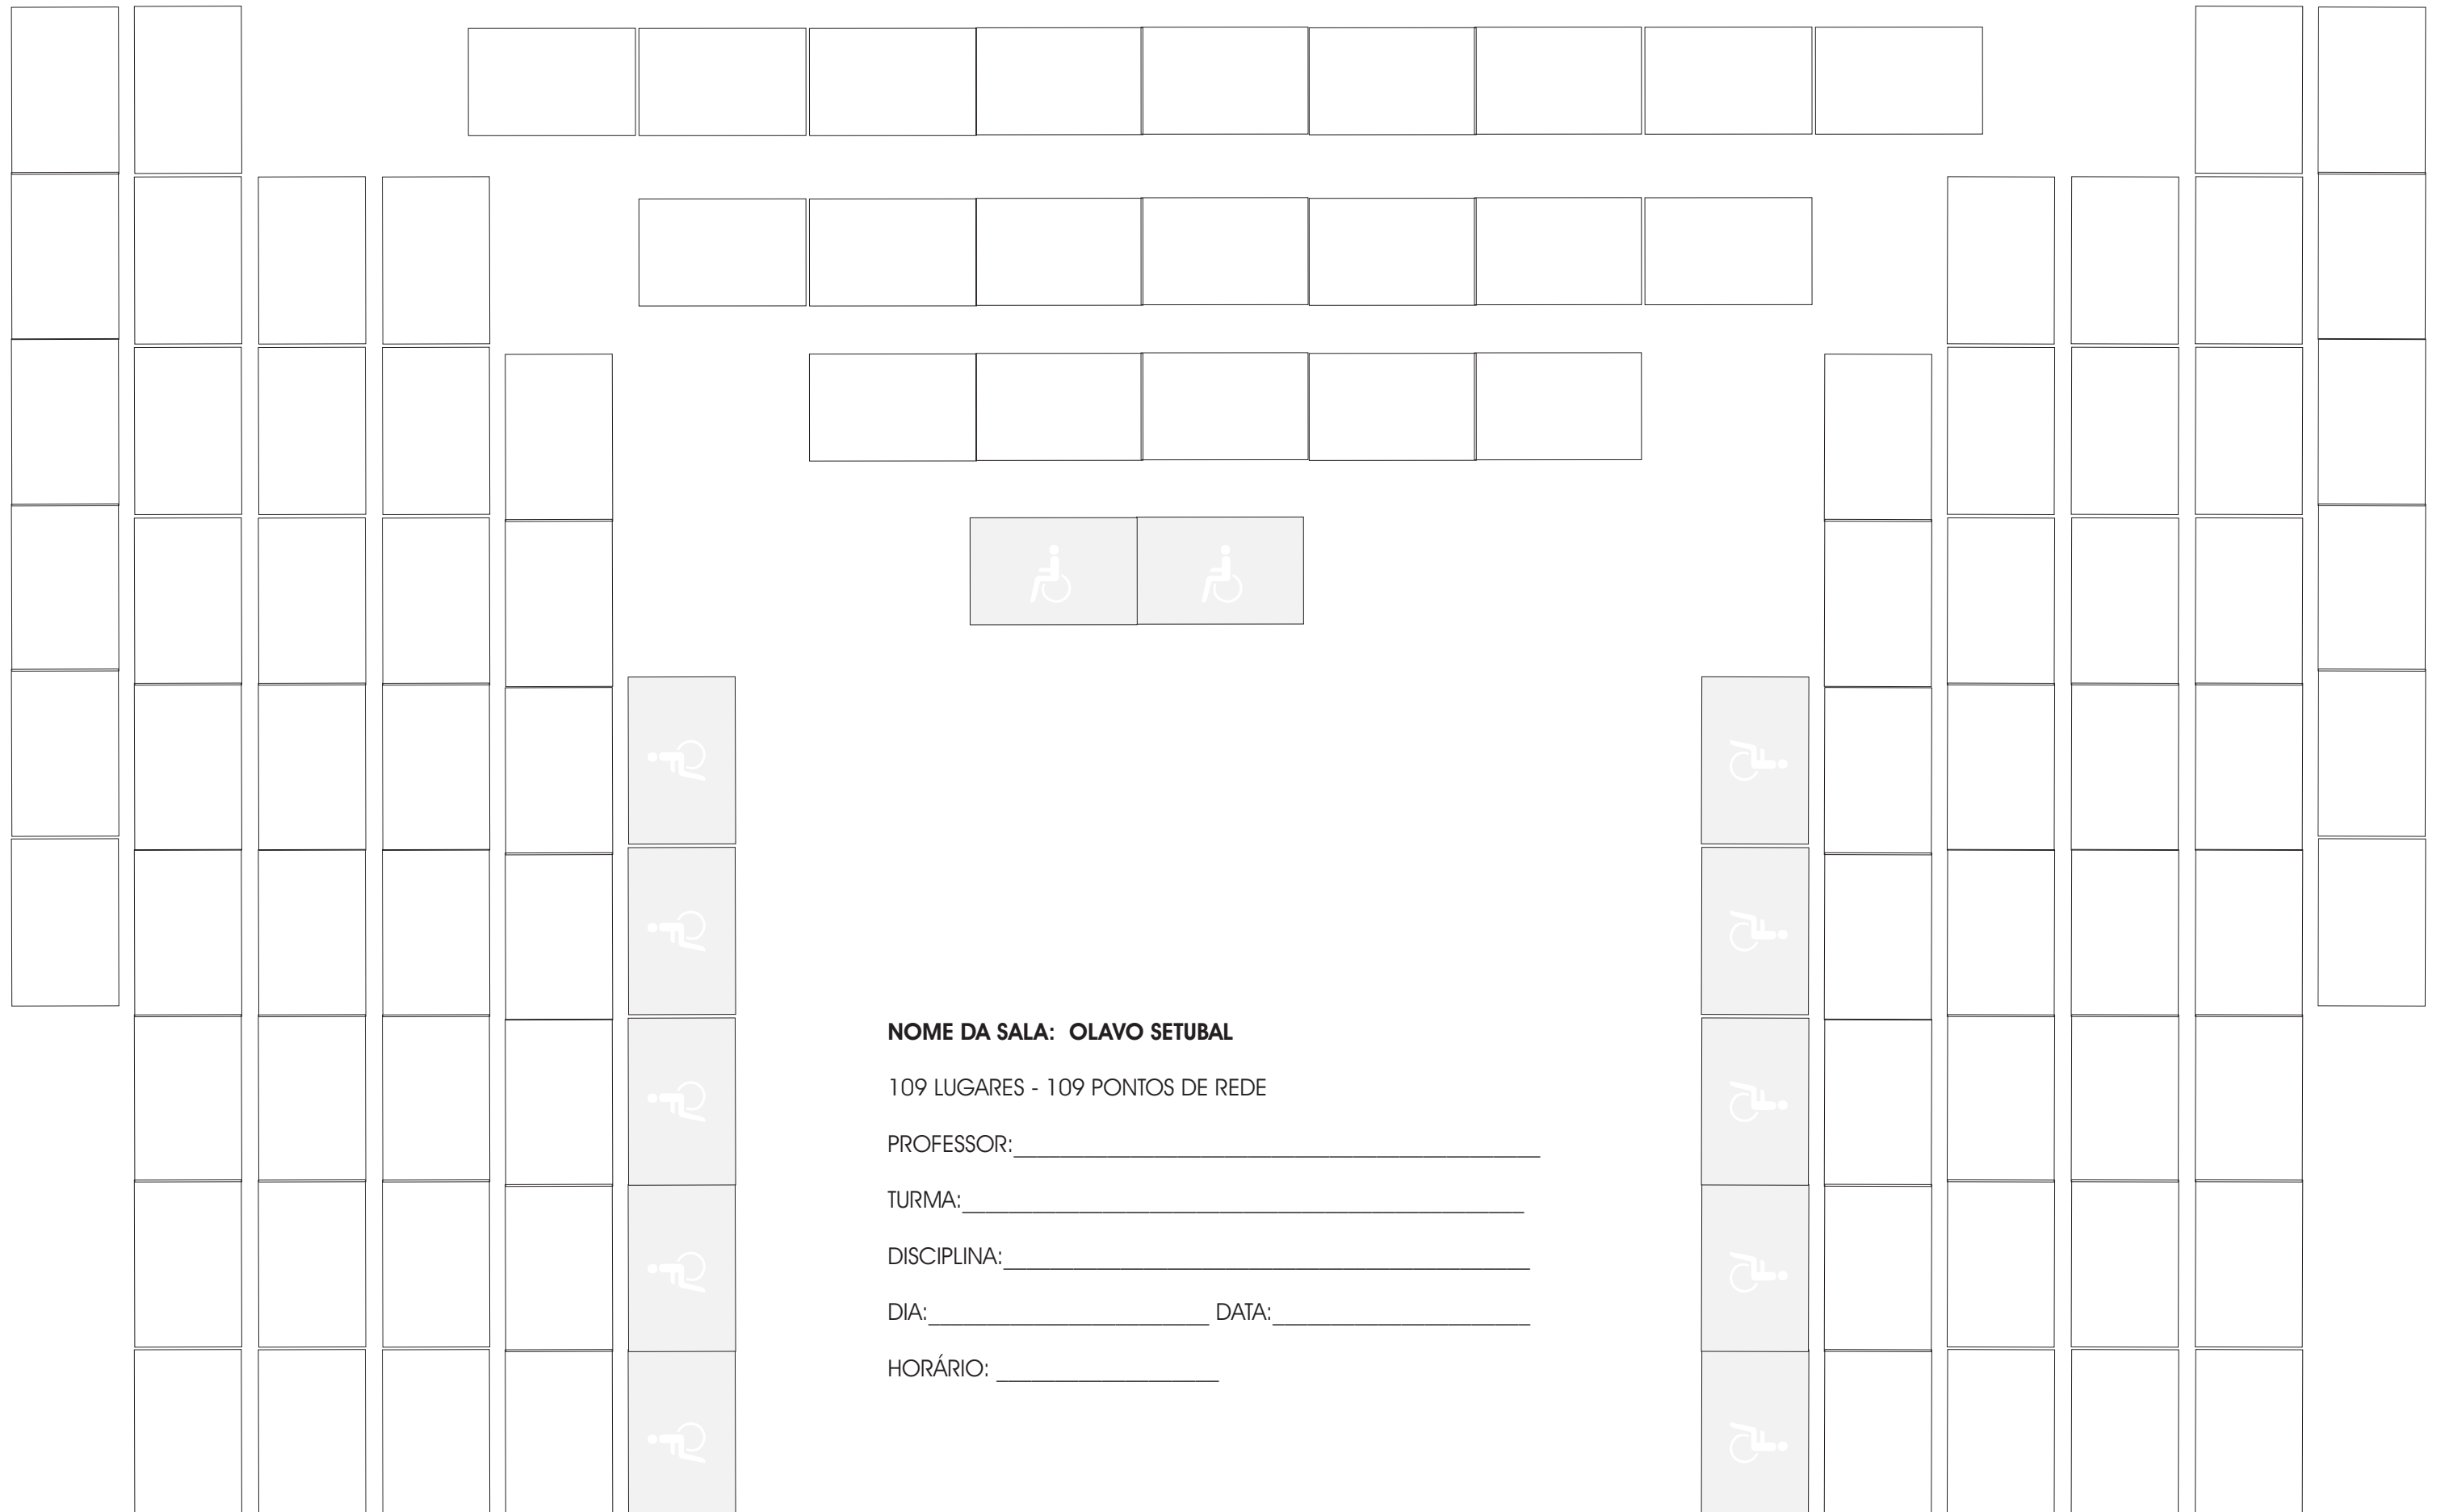 NOME DA SALA: OLAVO SETUBAL
109 LUGARES - 109 PONTOS DE REDE
PROFESSOR:
TURMA:
DISCIPLINA:
DIA: DATA:
HORÁRIO: